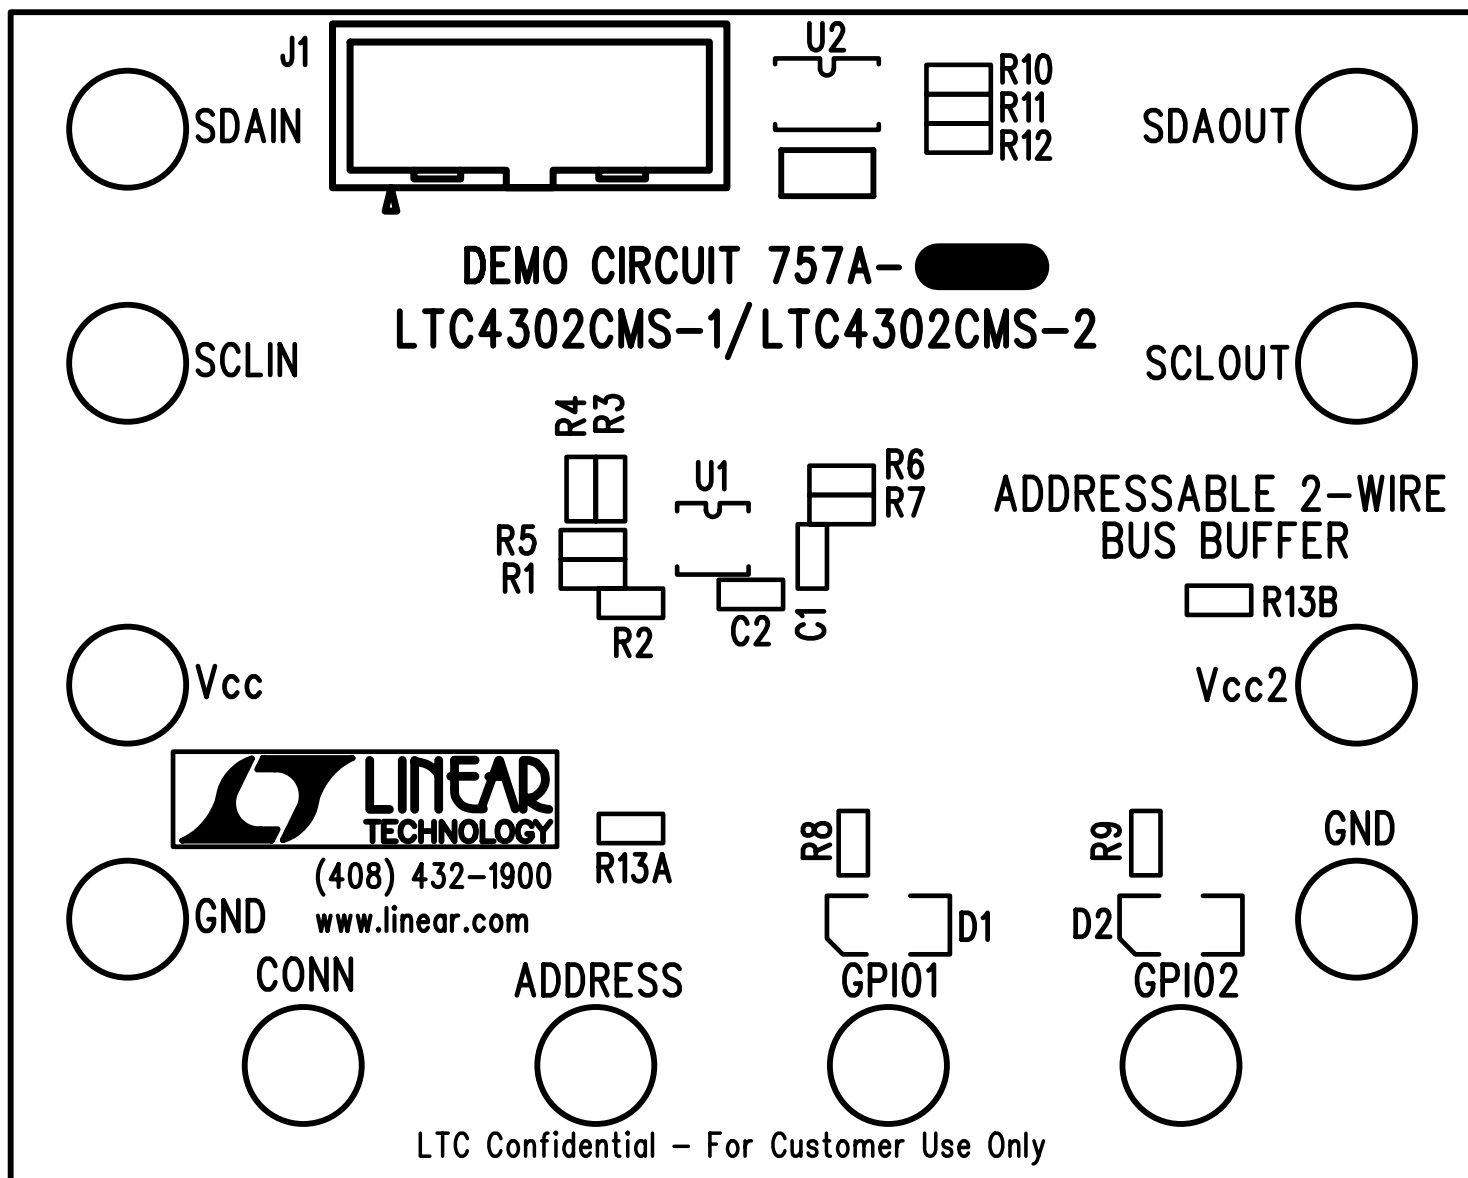 J1
U2
R10
R11
R12
SDAIN
SDAOUT
DEMO CIRCUIT 757A-
LTC4302CMS-1/LTC4302CMS-2
SCLIN
SCLOUT
R4
R3
U1
R6
R7
ADDRESSABLE 2-WIRE
BUS BUFFER
R5
R1
R2
C2
C1
R13B
Vcc
Vcc2
LINEAR
TECHNOLOGY
(408) 432-1900
www.linear.com
R13A
R8
R9
GND
GND
D1
D2
CONN
ADDRESS
GPIO1
GPIO2
LTC Confidential - For Customer Use Only